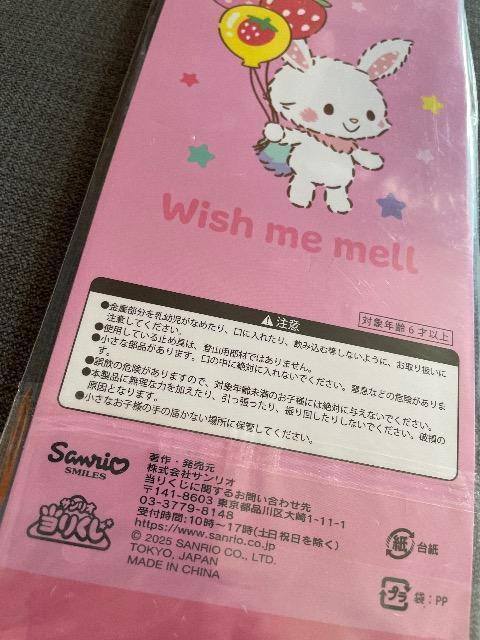 Wish me mell
⚠注意
対象年齢6才以上
●金属部分を乳幼児がなめたり、口に入れたり、飲み込む等しないように、お取り扱いに
注意してください。
●使用している止め具は、登山用部材ではありません。
●小さな部品があります。口の中に絶対に入れないでください。窒息などの危険がありま
す。
●誤飲の危険がありますので、対象年齢未満のお子様には絶対に与えないでください。
●本製品に無理な力を加えたり、引っ張ったり、振り回したりしないでください。破損の
原因となります。
●小さなお子様の手の届かない場所に保管してください。
Sanrio
SMILES
サンリオ
当りくじ
著作・発売元
株式会社サンリオ
当りくじに関するお問い合わせ先
〒141-8603 東京都品川区大崎1-11-1
03-3779-8148
受付時間:10時~17時(土日祝日を除く)
https://www.sanrio.co.jp
© 2025 SANRIO CO., LTD.
TOKYO, JAPAN
MADE IN CHINA
紙 台紙
プラ 袋:PP